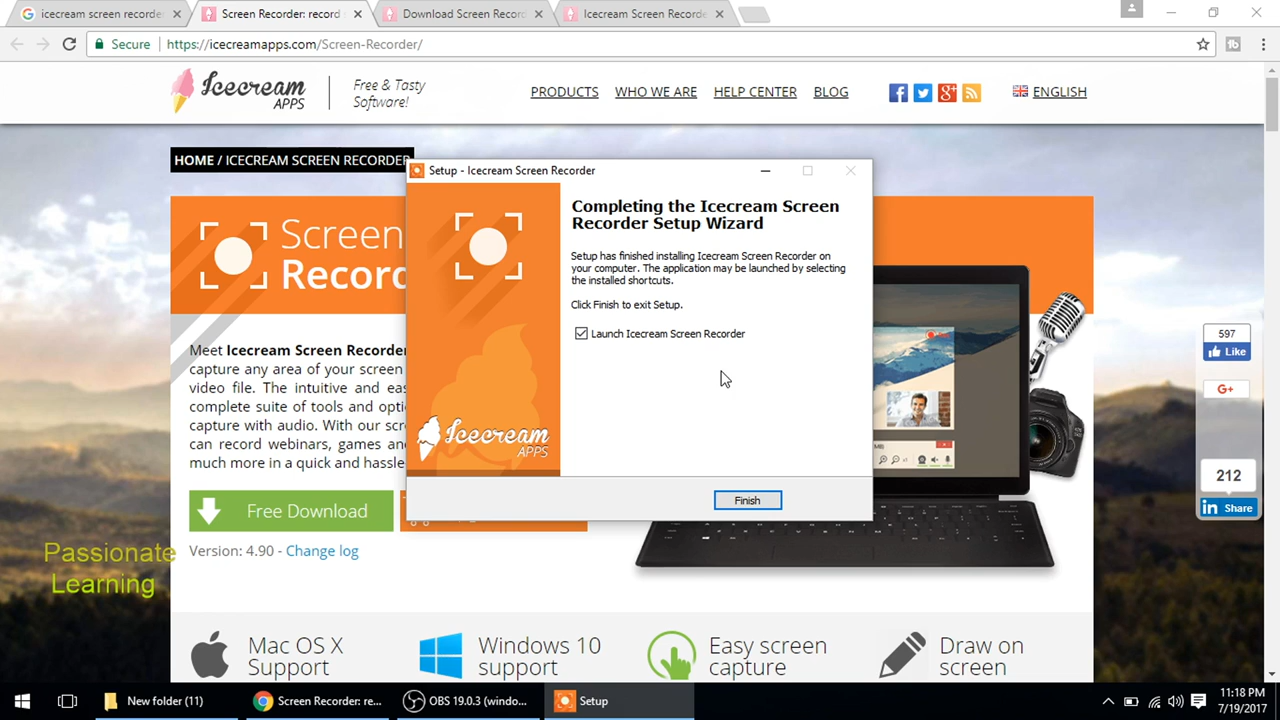 icecream screen recorder
Screen Recorder: record
Download Screen Record
Icecream Screen Recorde
Secure
https://icecreamapps.com/Screen-Recorder/
Icecream
APPS
Free & Tasty
Software!
PRODUCTS
WHO WE ARE
HELP CENTER
BLOG
ENGLISH
HOME / ICECREAM SCREEN RECORDER
Screen
Record
Meet Icecream Screen Recorder
capture any area of your screen
video file. The intuitive and eas
complete suite of tools and optio
capture with audio. With our scre
can record webinars, games and
much more in a quick and hassle
Free Download
Version: 4.90 - Change log
Setup - Icecream Screen Recorder
Completing the Icecream Screen
Recorder Setup Wizard
Setup has finished installing Icecream Screen Recorder on
your computer. The application may be launched by selecting
the installed shortcuts.
Click Finish to exit Setup.
Launch Icecream Screen Recorder
Icecream
APPS
Finish
597
Like
G+
212
in Share
Passionate
Learning
Mac OS X
Support
Windows 10
support
Easy screen
capture
Draw on
screen
New folder (11)
Screen Recorder: re...
OBS 19.0.3 (windo...
Setup
11:18 PM
7/19/2017